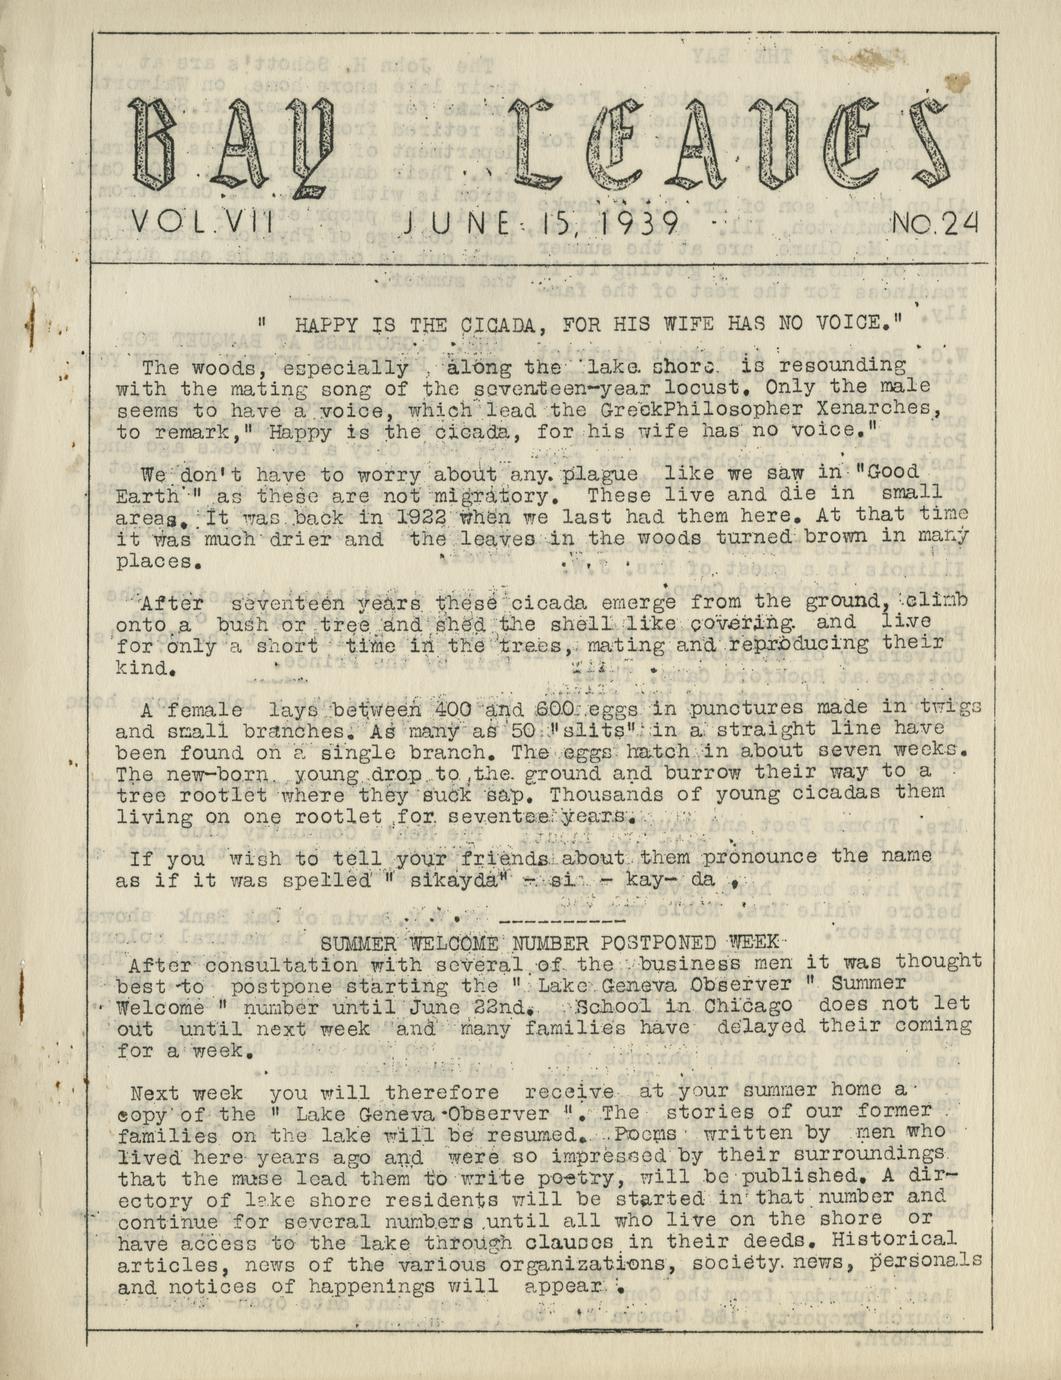 BAY LEAVES
VOL.VII JUNE 15, 1939 NO.24
" HAPPY IS THE CICADA, FOR HIS WIFE HAS NO VOICE."
The woods, especially along the lake shore is resounding
with the mating song of the seventeen-year locust. Only the male
seems to have a voice, which lead the GreekPhilosopher Xenarches,
to remark," Happy is the cicada, for his wife has no voice."
We don't have to worry about any plague like we saw in "Good
Earth " as these are not migratory. These live and die in small
areas. It was back in 1922 when we last had them here. At that time
it was much drier and the leaves in the woods turned brown in many
places.
After seventeen years these cicada emerge from the ground, climb
onto a bush or tree and shed the shell like covering and live
for only a short time in the trees, mating and reproducing their
kind.
A female lays between 400 and 600 eggs in punctures made in twigs
and small branches. As many as 50 "slits" in a straight line have
been found on a single branch. The eggs hatch in about seven weeks.
The new-born young drop to the ground and burrow their way to a
tree rootlet where they suck sap. Thousands of young cicadas them
living on one rootlet for seventee years.
If you wish to tell your friends about them pronounce the name
as if it was spelled " sikayda" - si - kay- da .
SUMMER WELCOME NUMBER POSTPONED WEEK
After consultation with several of the business men it was thought
best to postpone starting the " Lake Geneva Observer " Summer
Welcome " number until June 22nd. School in Chicago does not let
out until next week and many families have delayed their coming
for a week.
Next week you will therefore receive at your summer home a
copy of the " Lake Geneva Observer ". The stories of our former
families on the lake will be resumed. Poems written by men who
lived here years ago and were so impressed by their surroundings
that the muse lead them to write poetry, will be published. A dir-
ectory of lake shore residents will be started in that number and
continue for several numbers until all who live on the shore or
have access to the lake through clauses in their deeds. Historical
articles, news of the various organizations, society news, personals
and notices of happenings will appear .